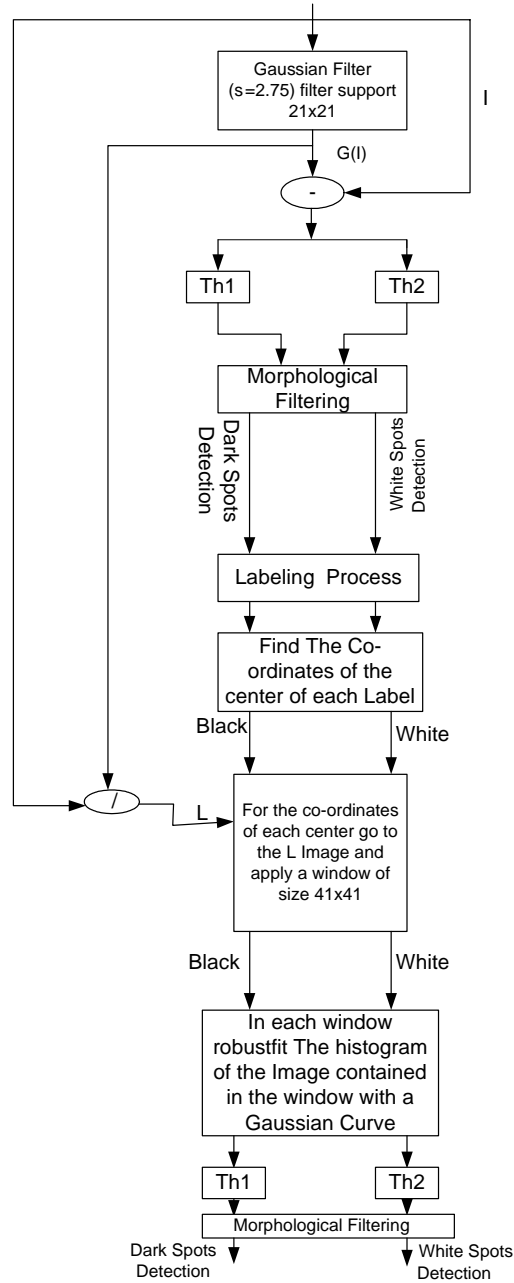 Gaussian Filter
(s=2.75) filter support
21x21
I
G(I)
-
Th1
Th2
Morphological
Filtering
Dark Spots
Detection
White Spots
Detection
Labeling Process
Find The Co-
ordinates of the
center of each Label
Black
White
/
L
For the co-ordinates
of each center go to
the L Image and
apply a window of
size 41x41
Black
White
In each window
robustfit The histogram
of the Image contained
in the window with a
Gaussian Curve
Th1
Th2
Morphological Filtering
Dark Spots
Detection
White Spots
Detection